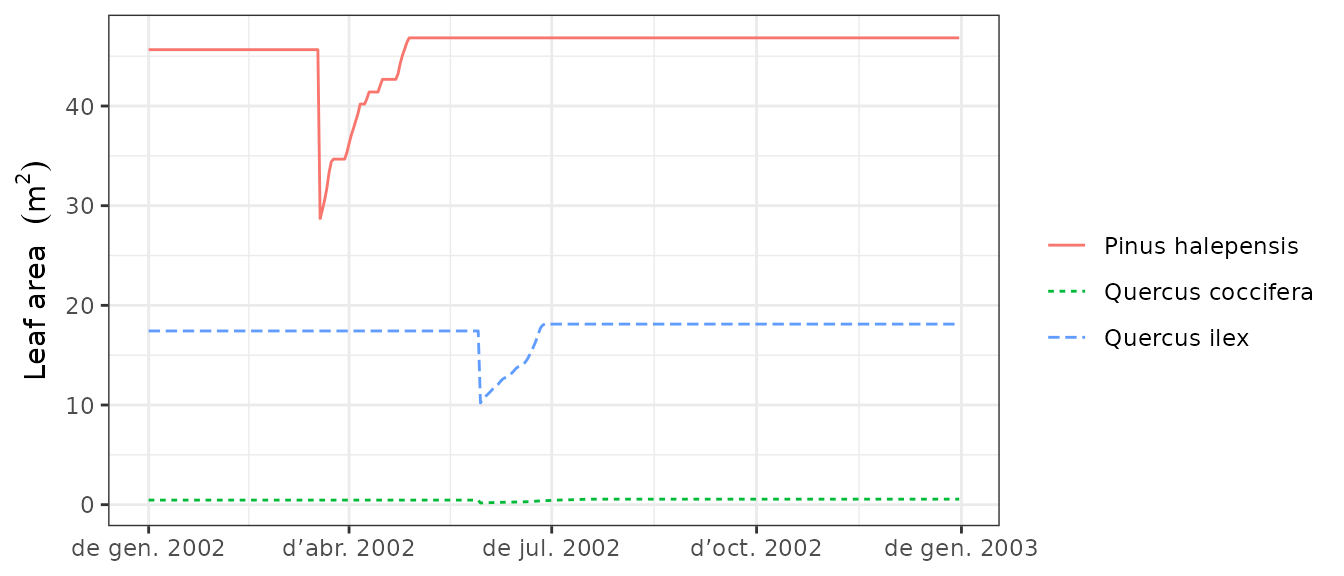 Leaf area (m²)
40
30
20
10
0
de gen. 2002
d’abr. 2002
de jul. 2002
d’oct. 2002
de gen. 2003
Pinus halepensis
Quercus coccifera
Quercus ilex